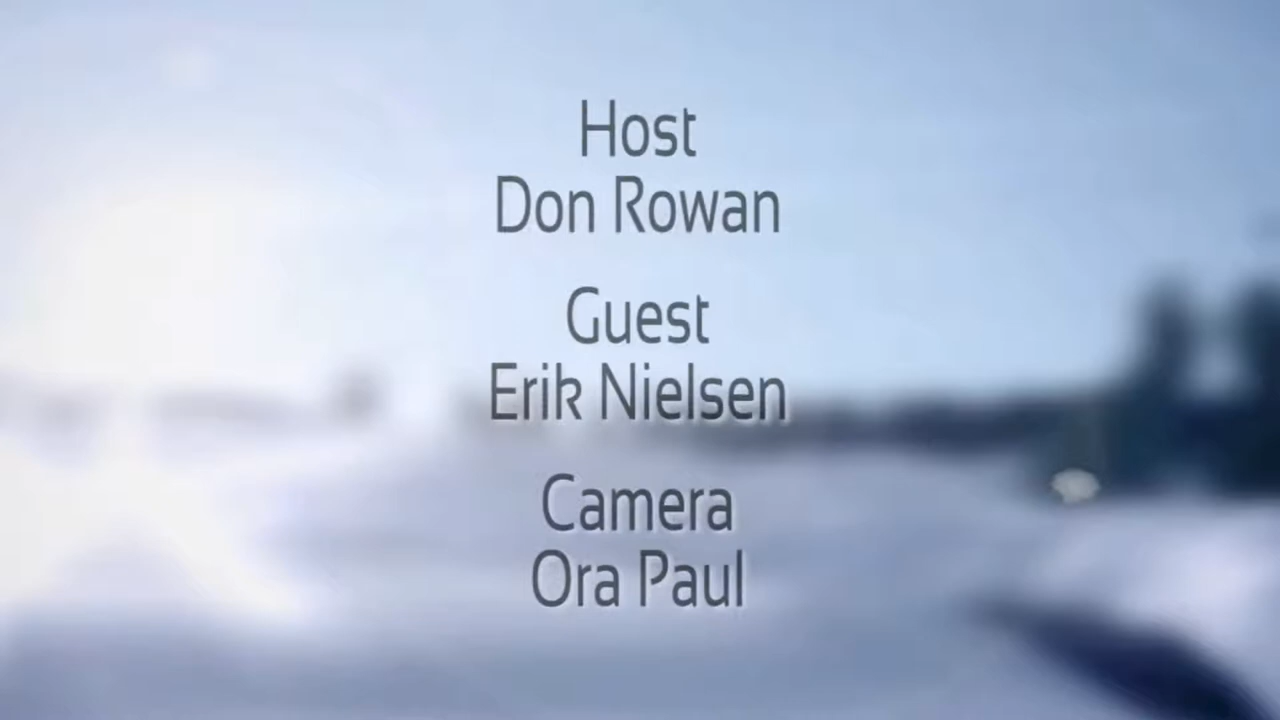 Host
Don Rowan
Guest
Erik Nielsen
Camera
Ora Paul